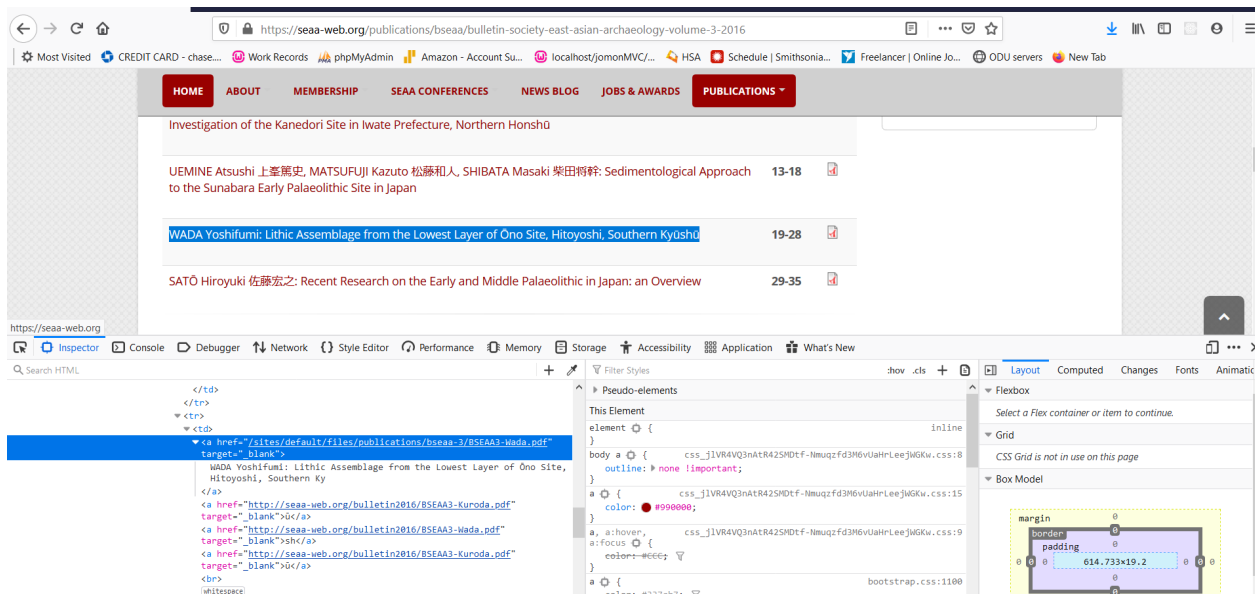 https://seaa-web.org/publications/bseaa/bulletin-society-east-asian-archaeology-volume-3-2016
Most Visited CREDIT CARD - chase.... Work Records phpMyAdmin Amazon - Account Su... localhost/jomonMVC/... HSA Schedule | Smithsonia... Freelancer | Online Jo... ODU servers New Tab
HOME ABOUT MEMBERSHIP SEAA CONFERENCES NEWS BLOG JOBS & AWARDS PUBLICATIONS
Investigation of the Kanedori Site in Iwate Prefecture, Northern Honshū
UEMINE Atsushi 上峯篤史, MATSUFUJI Kazuto 松藤和人, SHIBATA Masaki 柴田将幹: Sedimentological Approach 13-18
to the Sunabara Early Palaeolithic Site in Japan
WADA Yoshifumi: Lithic Assemblage from the Lowest Layer of Ōno Site, Hitoyoshi, Southern Kyūshū 19-28
SATŌ Hiroyuki 佐藤宏之: Recent Research on the Early and Middle Palaeolithic in Japan: an Overview 29-35
https://seaa-web.org
Inspector Console Debugger Network {} Style Editor Performance Memory Storage Accessibility Application What's New
Search HTML
Filter Styles :hov .cls
Layout Computed Changes Fonts Animatic
</td>
</tr>
<tr>
<td>
<a href="/sites/default/files/publications/bseaa-3/BSEAA3-Wada.pdf"
target="_blank">
WADA Yoshifumi: Lithic Assemblage from the Lowest Layer of Ōno Site,
Hitoyoshi, Southern Ky
</a>
<a href="http://seaa-web.org/bulletin2016/BSEAA3-Kuroda.pdf"
target="_blank">ū</a>
<a href="http://seaa-web.org/bulletin2016/BSEAA3-Wada.pdf"
target="_blank">sh</a>
<a href="http://seaa-web.org/bulletin2016/BSEAA3-Kuroda.pdf"
target="_blank">ū</a>
<br>
whitespace
Pseudo-elements
This Element
element { inline
}
body a { css_jlVR4VQ3nAtR42SMDtf-Nmuqzfd3M6vUaHrLeejWGKw.css:8
outline: none !important;
}
a { css_jlVR4VQ3nAtR42SMDtf-Nmuqzfd3M6vUaHrLeejWGKw.css:15
color: #990000;
}
a, a:hover, css_jlVR4VQ3nAtR42SMDtf-Nmuqzfd3M6vUaHrLeejWGKw.css:9
a:focus {
color: #CCC;
}
a { bootstrap.css:1100
Flexbox
Select a Flex container or item to continue.
Grid
CSS Grid is not in use on this page
Box Model
margin 0
border 0
padding 0
0 0 0 614.733×19.2 0 0 0
0
0